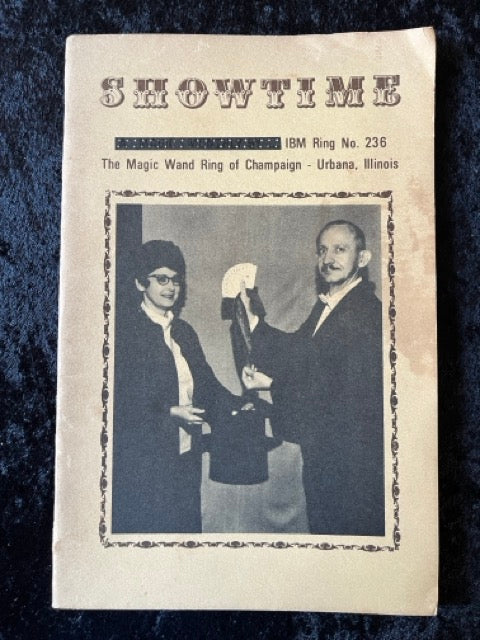 SHOWTIME
IBM Ring No. 236
The Magic Wand Ring of Champaign - Urbana, Illinois